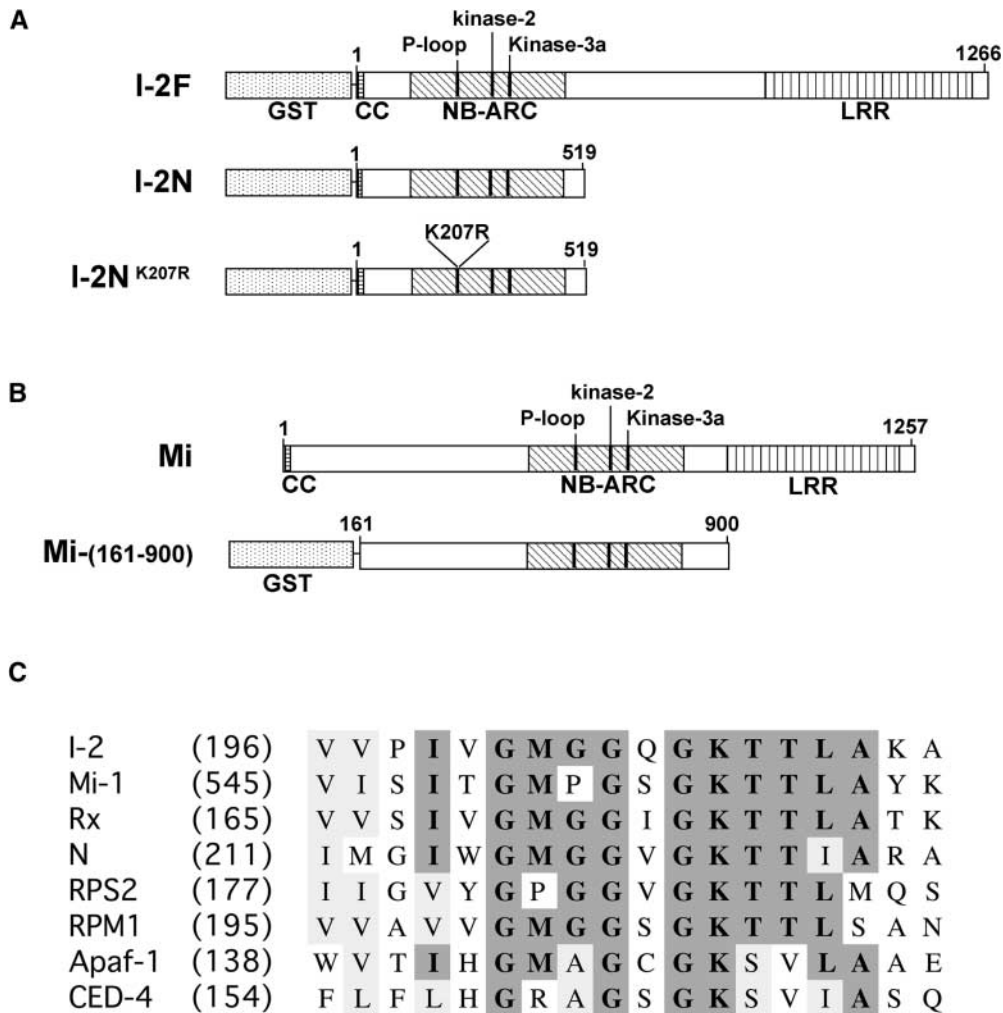 A
kinase-2
P-loop Kinase-3a
1 1266
I-2F
GST CC NB-ARC LRR
1 519
I-2N
K207R
1 519
I-2N K207R
B
kinase-2
P-loop Kinase-3a
1 1257
Mi
CC NB-ARC LRR
161 900
Mi-(161-900)
GST
C
I-2 (196) V V P I V G M G G Q G K T T L A K A
Mi-1 (545) V I S I T G M P G S G K T T L A Y K
Rx (165) V V S I V G M G G I G K T T L A T K
N (211) I M G I W G M G G V G K T T I A R A
RPS2 (177) I I G V Y G P G G V G K T T L M Q S
RPM1 (195) V V A V V G M G G S G K T T L S A N
Apaf-1 (138) W V T I H G M A G C G K S V L A A E
CED-4 (154) F L F L H G R A G S G K S V I A S Q